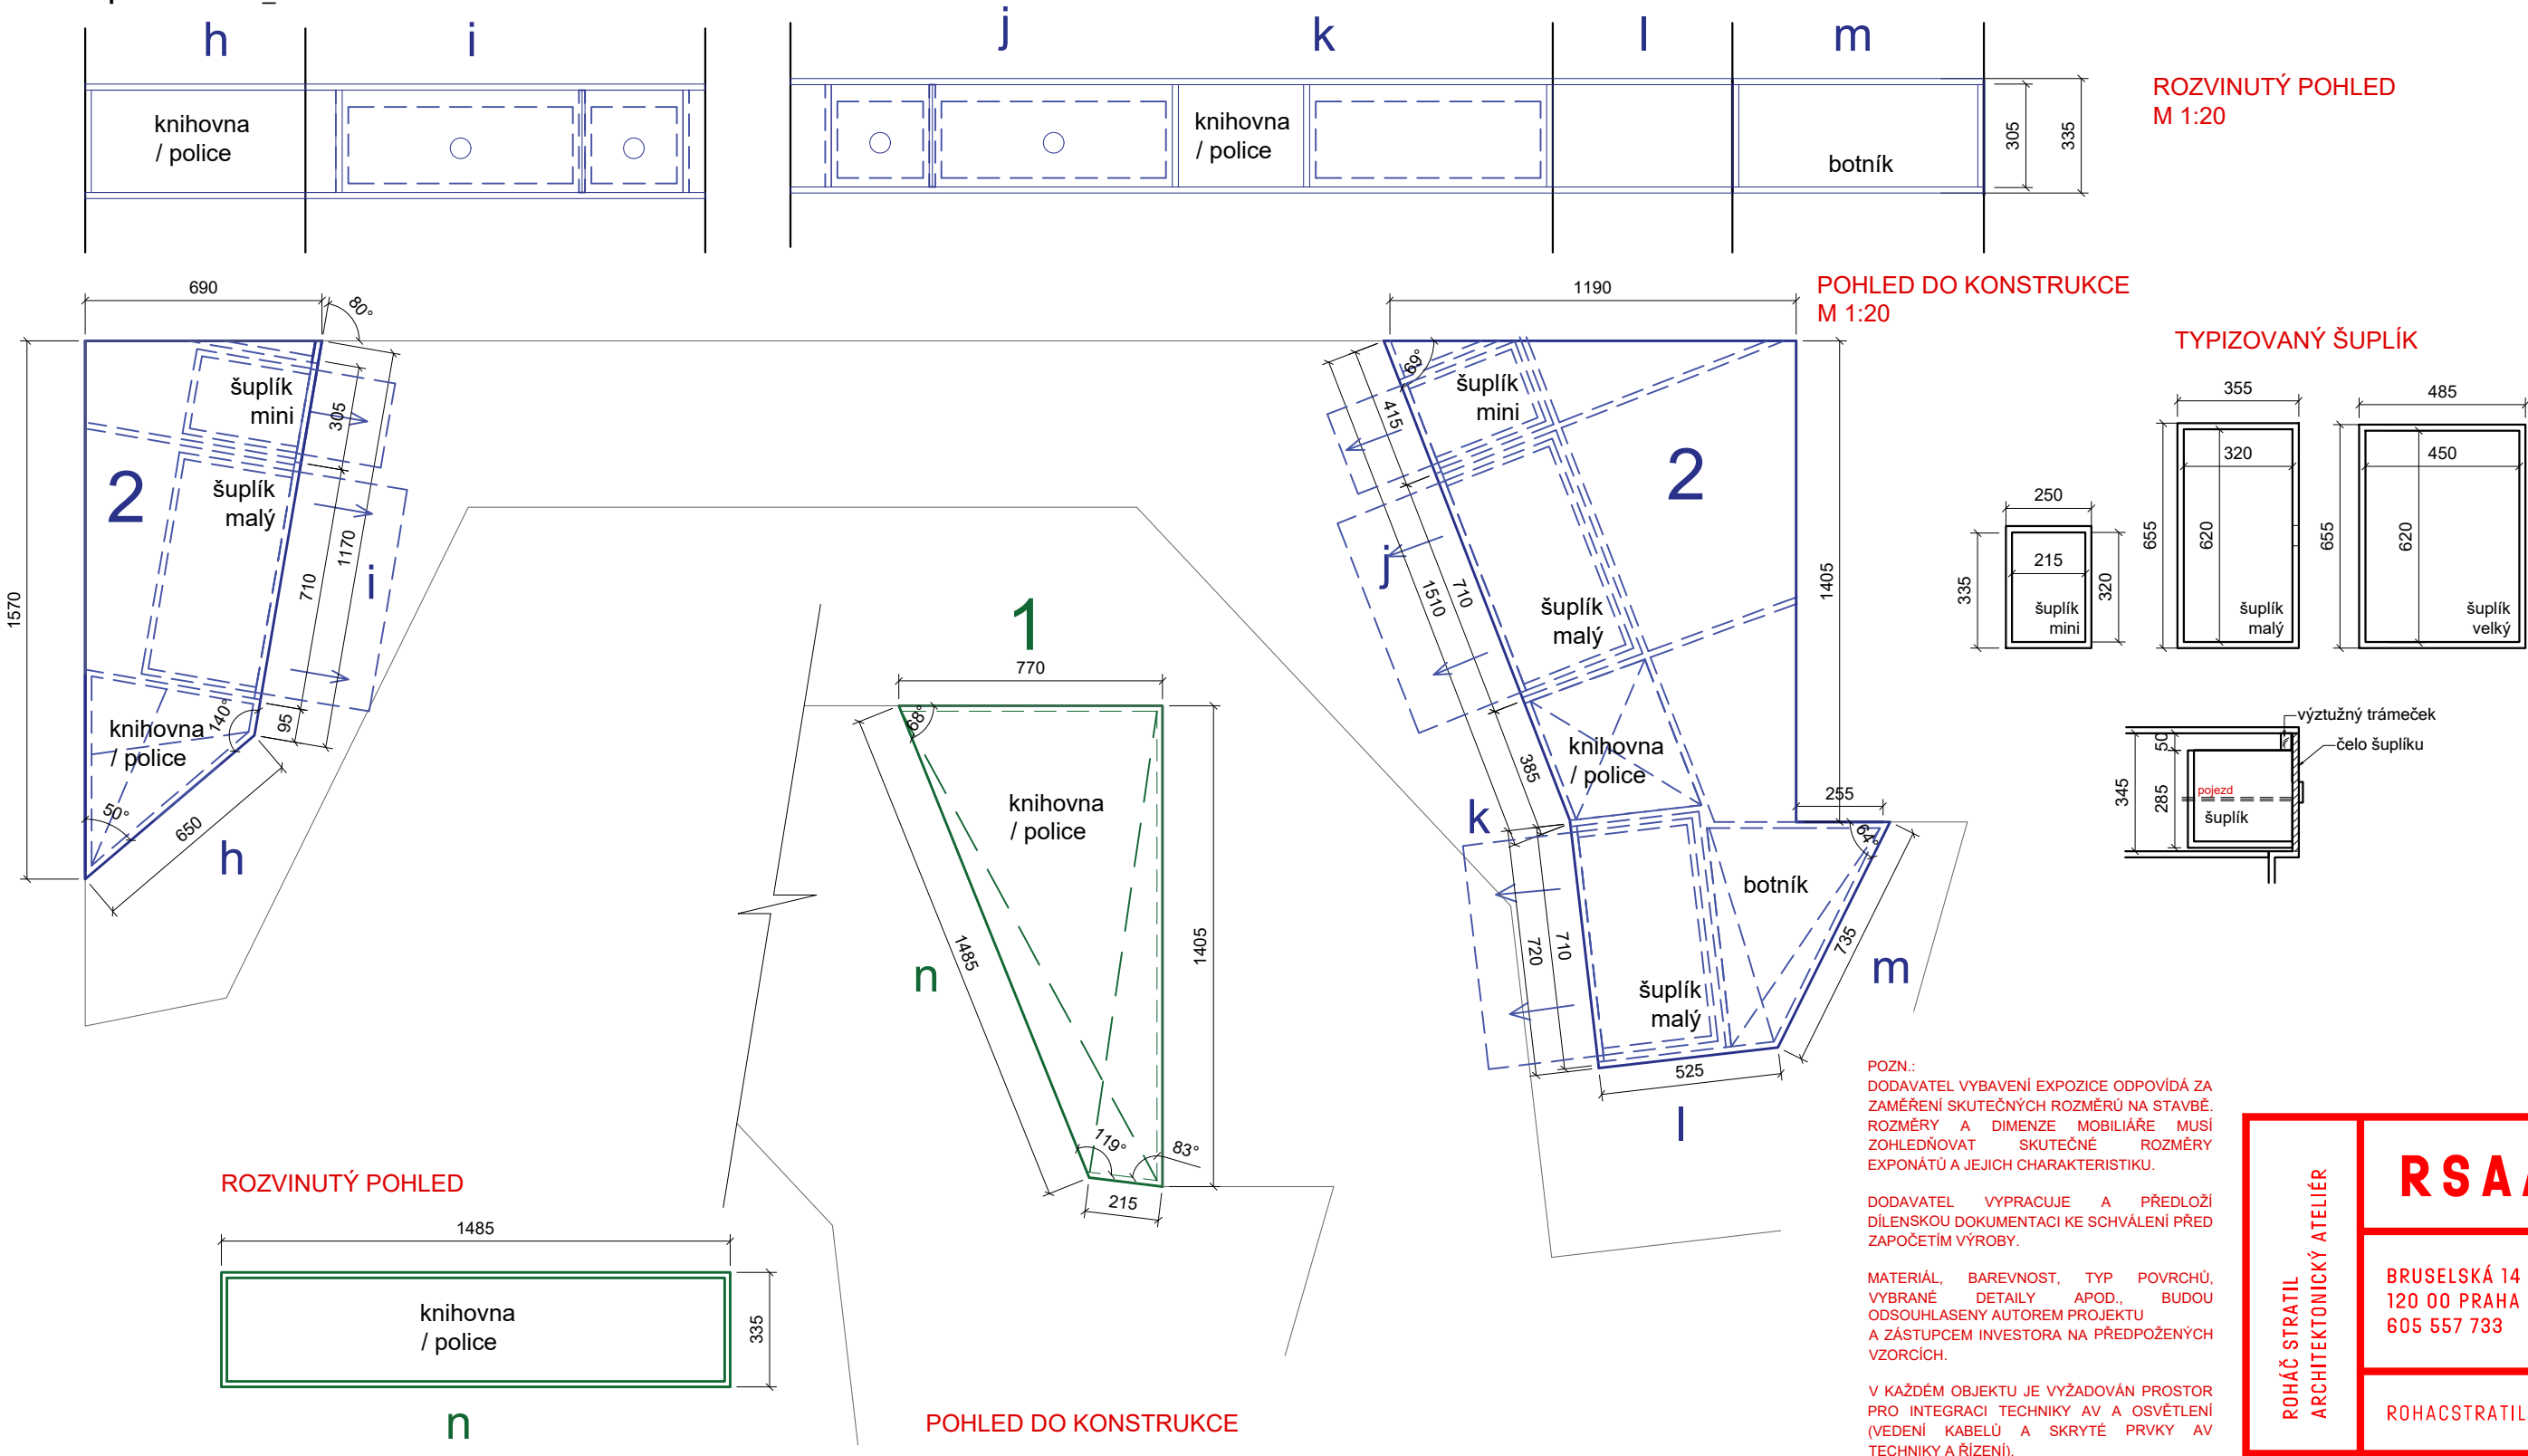 h
i
j
k
l
m
knihovna
/ police
knihovna
/ police
botník
305
335
ROZVINUTÝ POHLED
M 1:20
690
80°
1570
2
šuplík
mini
šuplík
malý
305
710
1170
95
i
knihovna
/ police
140°
50°
650
h
1190
POHLED DO KONSTRUKCE
M 1:20
69°
415
šuplík
mini
2
j
1510
710
šuplík
malý
1405
knihovna
/ police
385
k
255
64°
botník
720
710
šuplík
malý
735
m
525
l
TYPIZOVANÝ ŠUPLÍK
250
335
215
320
šuplík
mini
355
320
655
620
šuplík
malý
485
450
655
620
šuplík
velký
výztužný trámeček
čelo šuplíku
50
345
285
pojezd
šuplík
1
770
68°
knihovna
/ police
1485
1405
n
119°
83°
215
ROZVINUTÝ POHLED
1485
knihovna
/ police
335
n
POHLED DO KONSTRUKCE
POZN.:
DODAVATEL VYBAVENÍ EXPOZICE ODPOVÍDÁ ZA
ZAMĚŘENÍ SKUTEČNÝCH ROZMĚRŮ NA STAVBĚ.
ROZMĚRY A DIMENZE MOBILIÁŘE MUSÍ
ZOHLEDŇOVAT SKUTEČNÉ ROZMĚRY
EXPONÁTŮ A JEJICH CHARAKTERISTIKU.
DODAVATEL VYPRACUJE A PŘEDLOŽÍ
DÍLENSKOU DOKUMENTACI KE SCHVÁLENÍ PŘED
ZAPOČETÍM VÝROBY.
MATERIÁL, BAREVNOST, TYP POVRCHŮ,
VYBRANÉ DETAILY APOD., BUDOU
ODSOUHLASENY AUTOREM PROJEKTU
A ZÁSTUPCEM INVESTORA NA PŘEDPOŽENÝCH
VZORCÍCH.
V KAŽDÉM OBJEKTU JE VYŽADOVÁN PROSTOR
PRO INTEGRACI TECHNIKY AV A OSVĚTLENÍ
(VEDENÍ KABELŮ A SKRYTÉ PRVKY AV
TECHNIKY A ŘÍZENÍ).
ROHÁČ STRATIL
ARCHITEKTONICKÝ ATELIÉR
RSA
BRUSELSKÁ 14
120 00 PRAHA
605 557 733
ROHACSTRATIL